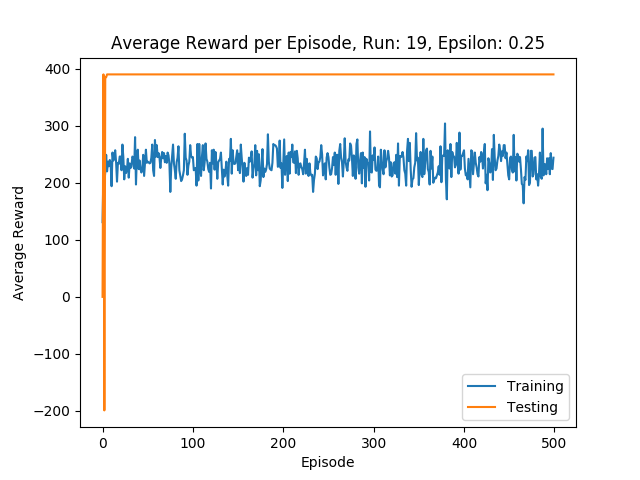 Average Reward per Episode, Run: 19, Epsilon: 0.25
Average Reward
400
300
200
100
0
−100
−200
0
100
200
300
400
500
Episode
Training
Testing